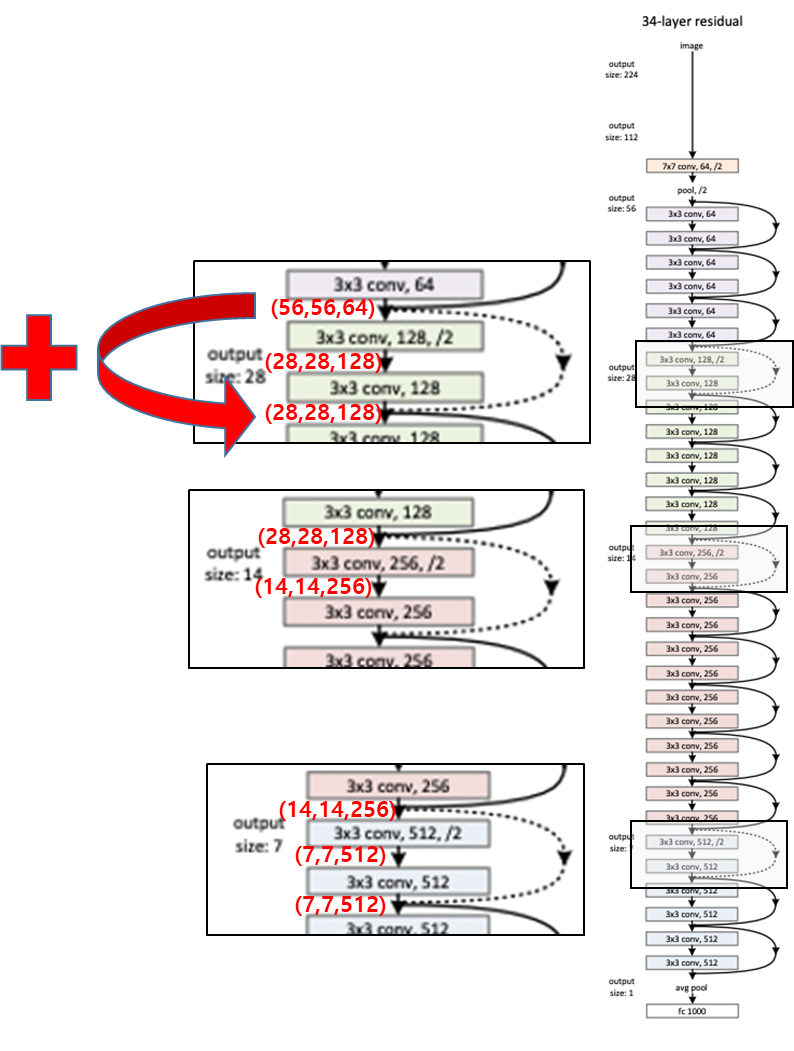 34-layer residual
image
output
size: 224
output
size: 112
7x7 conv, 64, /2
pool, /2
output
size: 56
3x3 conv, 64
3x3 conv, 64
3x3 conv, 64
3x3 conv, 64
3x3 conv, 64
3x3 conv, 64
output
size: 28
3x3 conv, 128, /2
3x3 conv, 128
3x3 conv, 128
3x3 conv, 128
3x3 conv, 128
3x3 conv, 128
3x3 conv, 128
3x3 conv, 128
output
size: 14
3x3 conv, 256, /2
3x3 conv, 256
3x3 conv, 256
3x3 conv, 256
3x3 conv, 256
3x3 conv, 256
3x3 conv, 256
3x3 conv, 256
3x3 conv, 256
3x3 conv, 256
3x3 conv, 256
3x3 conv, 256
output
size: 7
3x3 conv, 512, /2
3x3 conv, 512
3x3 conv, 512
3x3 conv, 512
3x3 conv, 512
3x3 conv, 512
output
size: 1
avg pool
fc 1000
3x3 conv, 64
(56,56,64)
3x3 conv, 128, /2
output
size: 28
(28,28,128)
3x3 conv, 128
(28,28,128)
3x3 conv, 128
3x3 conv, 128
(28,28,128)
output
size: 14
3x3 conv, 256, /2
(14,14,256)
3x3 conv, 256
3x3 conv, 256
3x3 conv, 256
(14,14,256)
output
size: 7
3x3 conv, 512, /2
(7,7,512)
3x3 conv, 512
(7,7,512)
3x3 conv, 512